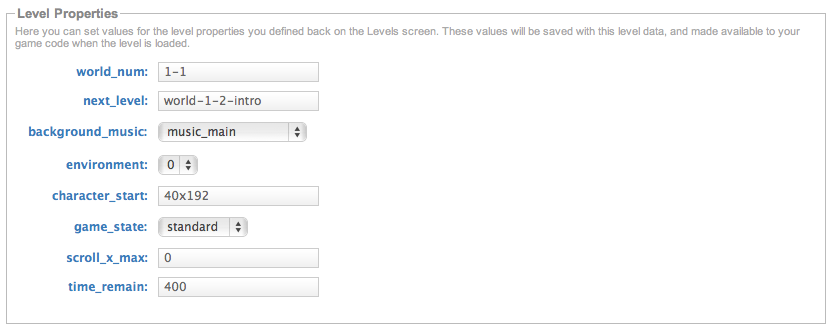 Level Properties
Here you can set values for the level properties you defined back on the Levels screen. These values will be saved with this level data, and made available to your
game code when the level is loaded.
world_num: 1-1
next_level: world-1-2-intro
background_music: music_main
environment: 0
character_start: 40x192
game_state: standard
scroll_x_max: 0
time_remain: 400